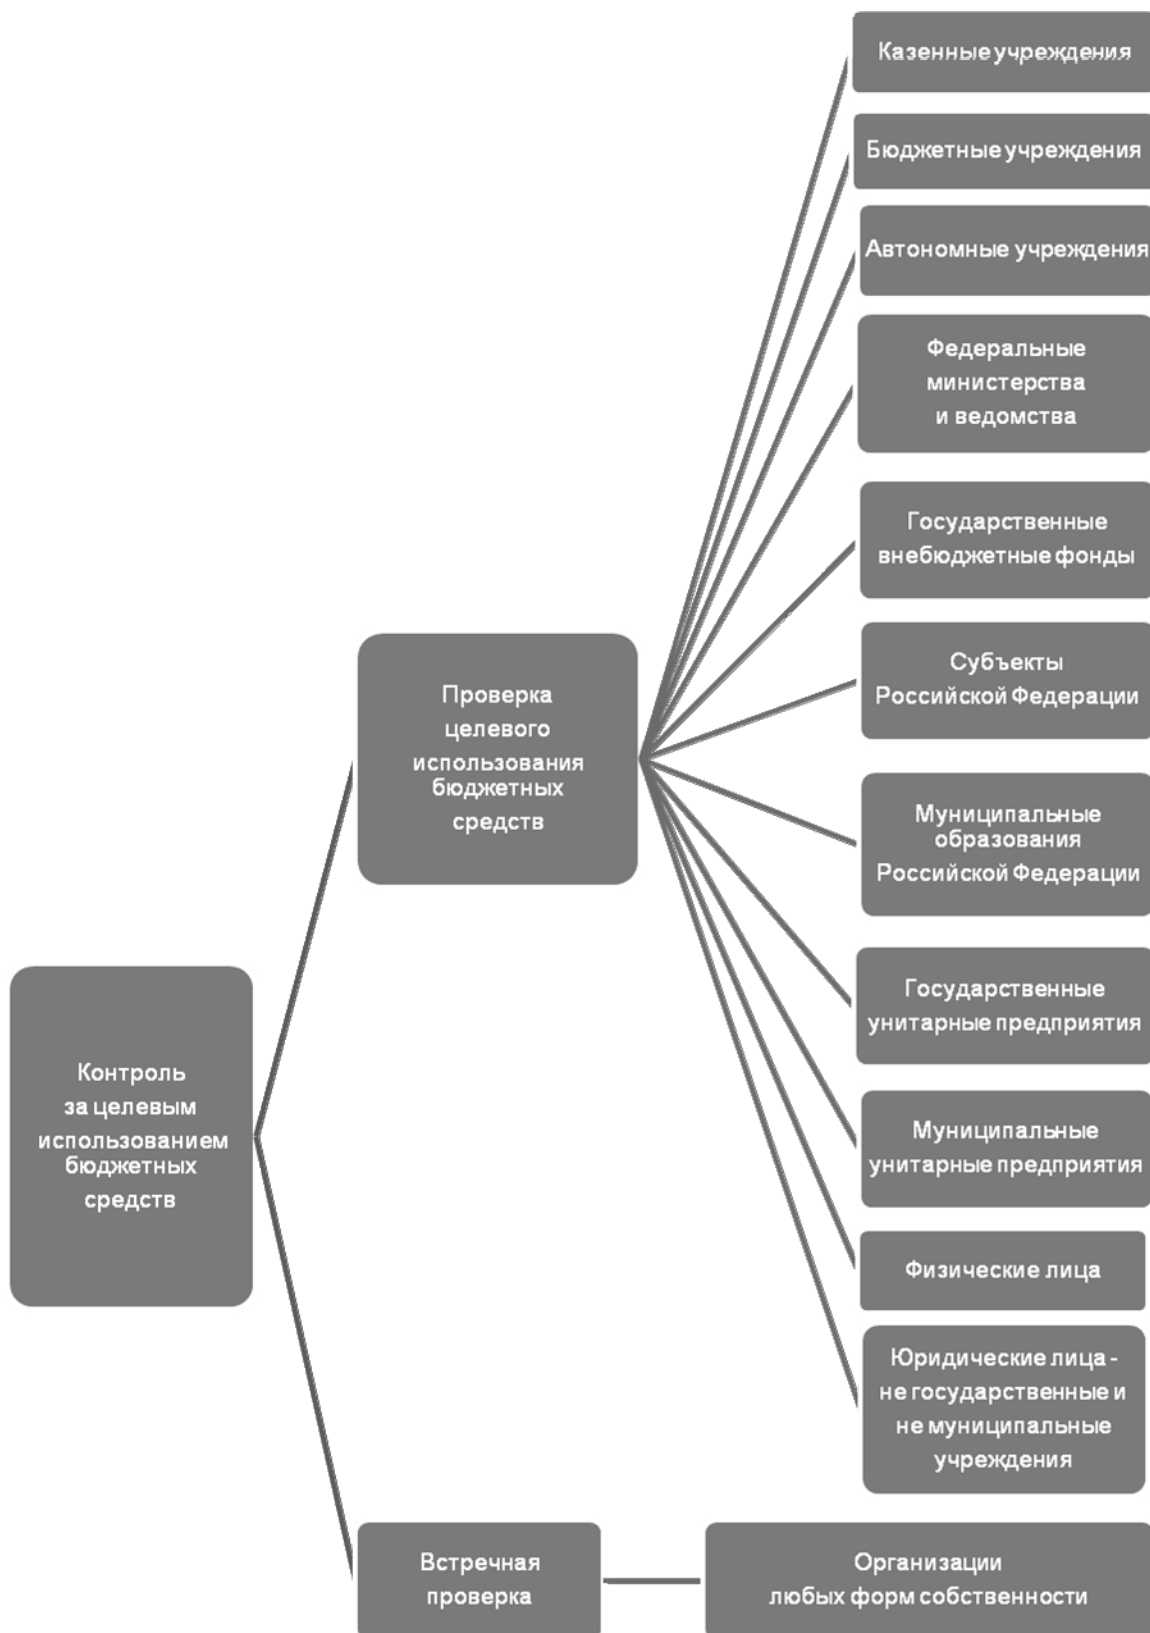 Казенные учреждения
Бюджетные учреждения
Автономные учреждения
Федеральные
министерства
и ведомства
Государственные
внебюджетные фонды
Субъекты
Российской Федерации
Проверка
целевого
использования
бюджетных
средств
Муниципальные
образования
Российской Федерации
Государственные
унитарные предприятия
Контроль
за целевым
использованием
бюджетных
средств
Муниципальные
унитарные предприятия
Физические лица
Юридические лица -
не государственные и
не муниципальные
учреждения
Встречная
проверка
Организации
любых форм собственности